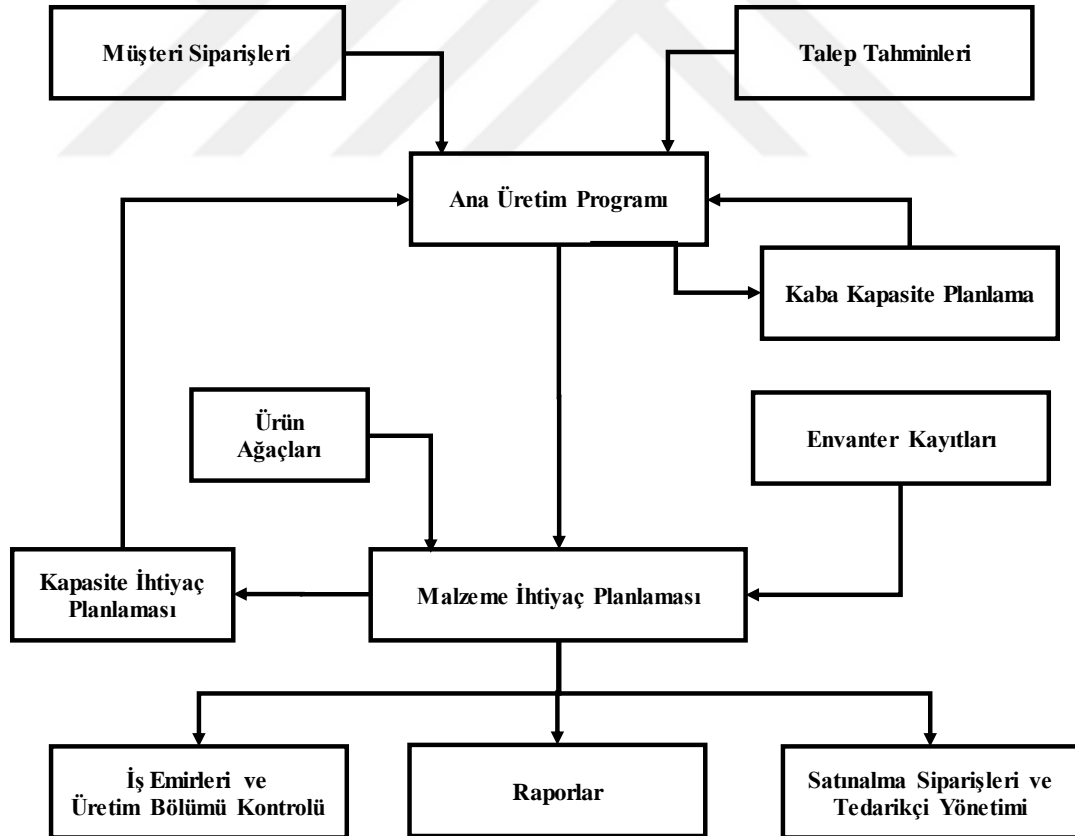 Müşteri Siparişleri
Talep Tahminleri
Ana Üretim Programı
Kaba Kapasite Planlama
Ürün
Ağaçları
Envanter Kayıtları
Kapasite İhtiyaç
Planlaması
Malzeme İhtiyaç Planlaması
İş Emirleri ve
Üretim Bölümü Kontrolü
Raporlar
Satınalma Siparişleri ve
Tedarikçi Yönetimi